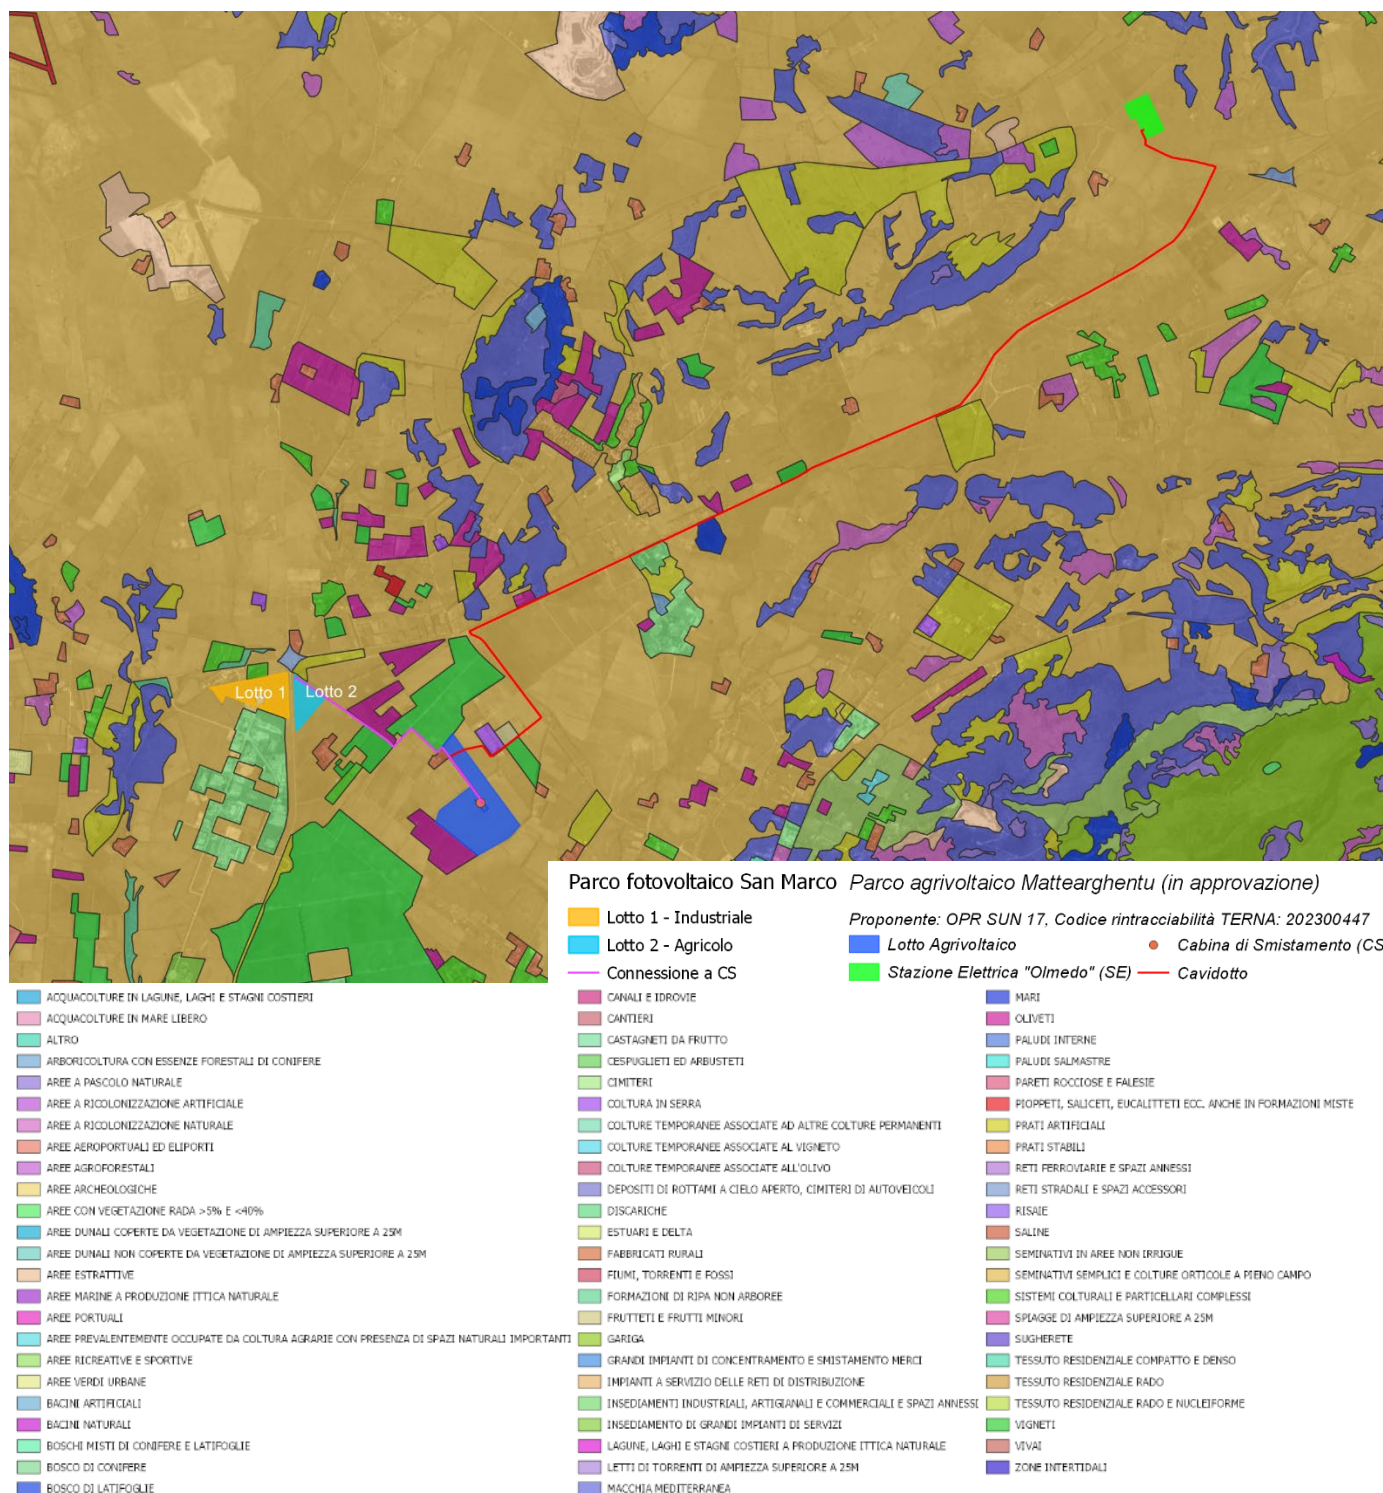 Lotto 1
Lotto 2
Parco fotovoltaico San Marco
Lotto 1 - Industriale
Lotto 2 - Agricolo
Connessione a CS
Parco agrivoltaico Mattearghentu (in approvazione)
Proponente: OPR SUN 17, Codice rintracciabilità TERNA: 202300447
Lotto Agrivoltaico
Cabina di Smistamento (CS
Stazione Elettrica "Olmedo" (SE)
Cavidotto
ACQUACOLTURE IN LAGUNE, LAGHI E STAGNI COSTIERI
ACQUACOLTURE IN MARE LIBERO
ALTRO
ARBORICOLTURA CON ESSENZE FORESTALI DI CONIFERE
AREE A PASCOLO NATURALE
AREE A RICOLONIZZAZIONE ARTIFICIALE
AREE A RICOLONIZZAZIONE NATURALE
AREE AEROPORTUALI ED ELIPORTI
AREE AGROFORESTALI
AREE ARCHEOLOGICHE
AREE CON VEGETAZIONE RADA >5% E <40%
AREE DUNALI COPERTE DA VEGETAZIONE DI AMPIEZZA SUPERIORE A 25M
AREE DUNALI NON COPERTE DA VEGETAZIONE DI AMPIEZZA SUPERIORE A 25M
AREE ESTRATTIVE
AREE MARINE A PRODUZIONE ITTICA NATURALE
AREE PORTUALI
AREE PREVALENTEMENTE OCCUPATE DA COLTURA AGRARIE CON PRESENZA DI SPAZI NATURALI IMPORTANTI
AREE RICREATIVE E SPORTIVE
AREE VERDI URBANE
BACINI ARTIFICIALI
BACINI NATURALI
BOSCHI MISTI DI CONIFERE E LATIFOGLIE
BOSCO DI CONIFERE
BOSCO DI LATIFOGLIE
CANALI E IDROVIE
CANTIERI
CASTAGNETI DA FRUTTO
CESPUGLIETI ED ARBUSTETI
CIMITERI
COLTURA IN SERRA
COLTURE TEMPORANEE ASSOCIATE AD ALTRE COLTURE PERMANENTI
COLTURE TEMPORANEE ASSOCIATE AL VIGNETO
COLTURE TEMPORANEE ASSOCIATE ALL'OLIVO
DEPOSITI DI ROTTAMI A CIELO APERTO, CIMITERI DI AUTOVEICOLI
DISCARICHE
ESTUARI E DELTA
FABBRICATI RURALI
FIUMI, TORRENTI E FOSSI
FORMAZIONI DI RIPA NON ARBOREE
FRUTTETI E FRUTTI MINORI
GARIGA
GRANDI IMPIANTI DI CONCENTRAMENTO E SMISTAMENTO MERCI
IMPIANTI A SERVIZIO DELLE RETI DI DISTRIBUZIONE
INSEDIAMENTI INDUSTRIALI, ARTIGIANALI E COMMERCIALI E SPAZI ANNESSI
INSEDIAMENTO DI GRANDI IMPIANTI DI SERVIZI
LAGUNE, LAGHI E STAGNI COSTIERI A PRODUZIONE ITTICA NATURALE
LETTI DI TORRENTI DI AMPIEZZA SUPERIORE A 25M
MACCHIA MEDITERRANEA
MARI
OLIVETI
PALUDI INTERNE
PALUDI SALMASTRE
PARETI ROCCIOSE E FALESIE
PIOPPETI, SALICETI, EUCALITTETI ECC. ANCHE IN FORMAZIONI MISTE
PRATI ARTIFICIALI
PRATI STABILI
RETI FERROVIARIE E SPAZI ANNESSI
RETI STRADALI E SPAZI ACCESSORI
RISAIE
SALINE
SEMINATIVI IN AREE NON IRRIGUE
SEMINATIVI SEMPLICI E COLTURE ORTICOLE A PIENO CAMPO
SISTEMI COLTURALI E PARTICELLARI COMPLESSI
SPIAGGE DI AMPIEZZA SUPERIORE A 25M
SUGHERETE
TESSUTO RESIDENZIALE COMPATTO E DENSO
TESSUTO RESIDENZIALE RADO
TESSUTO RESIDENZIALE RADO E NUCLEIFORME
VIGNETI
VIVAI
ZONE INTERTIDALI